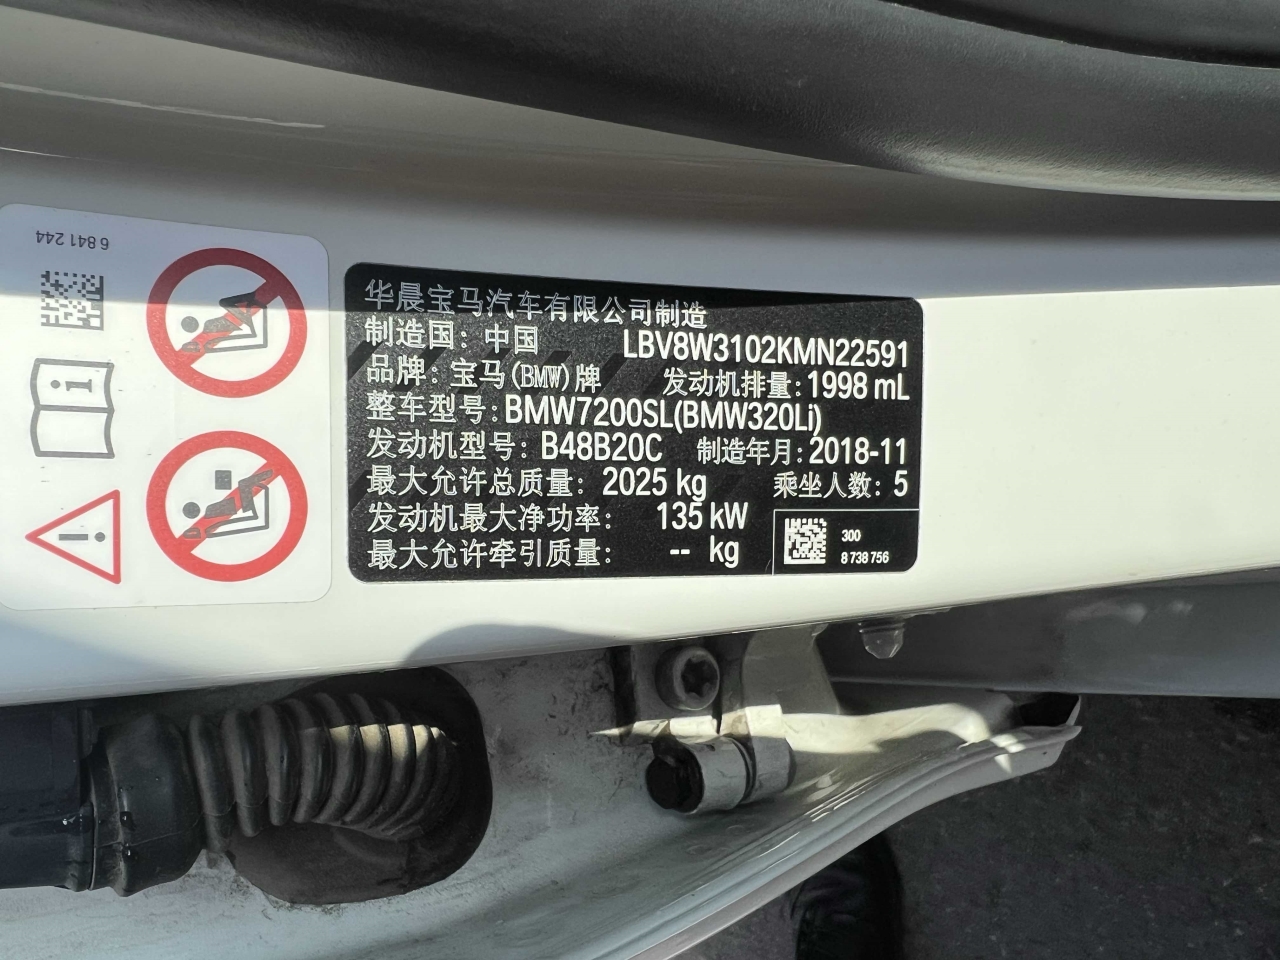 6 841 244
华晨宝马汽车有限公司制造
制造国: 中国 LBV8W3102KMN22591
品牌: 宝马(BMW)牌 发动机排量: 1998 mL
整车型号: BMW7200SL(BMW320Li)
发动机型号: B48B20C 制造年月: 2018-11
最大允许总质量: 2025 kg 乘坐人数: 5
发动机最大净功率: 135 kW
最大允许牵引质量: -- kg
300
8 738 756